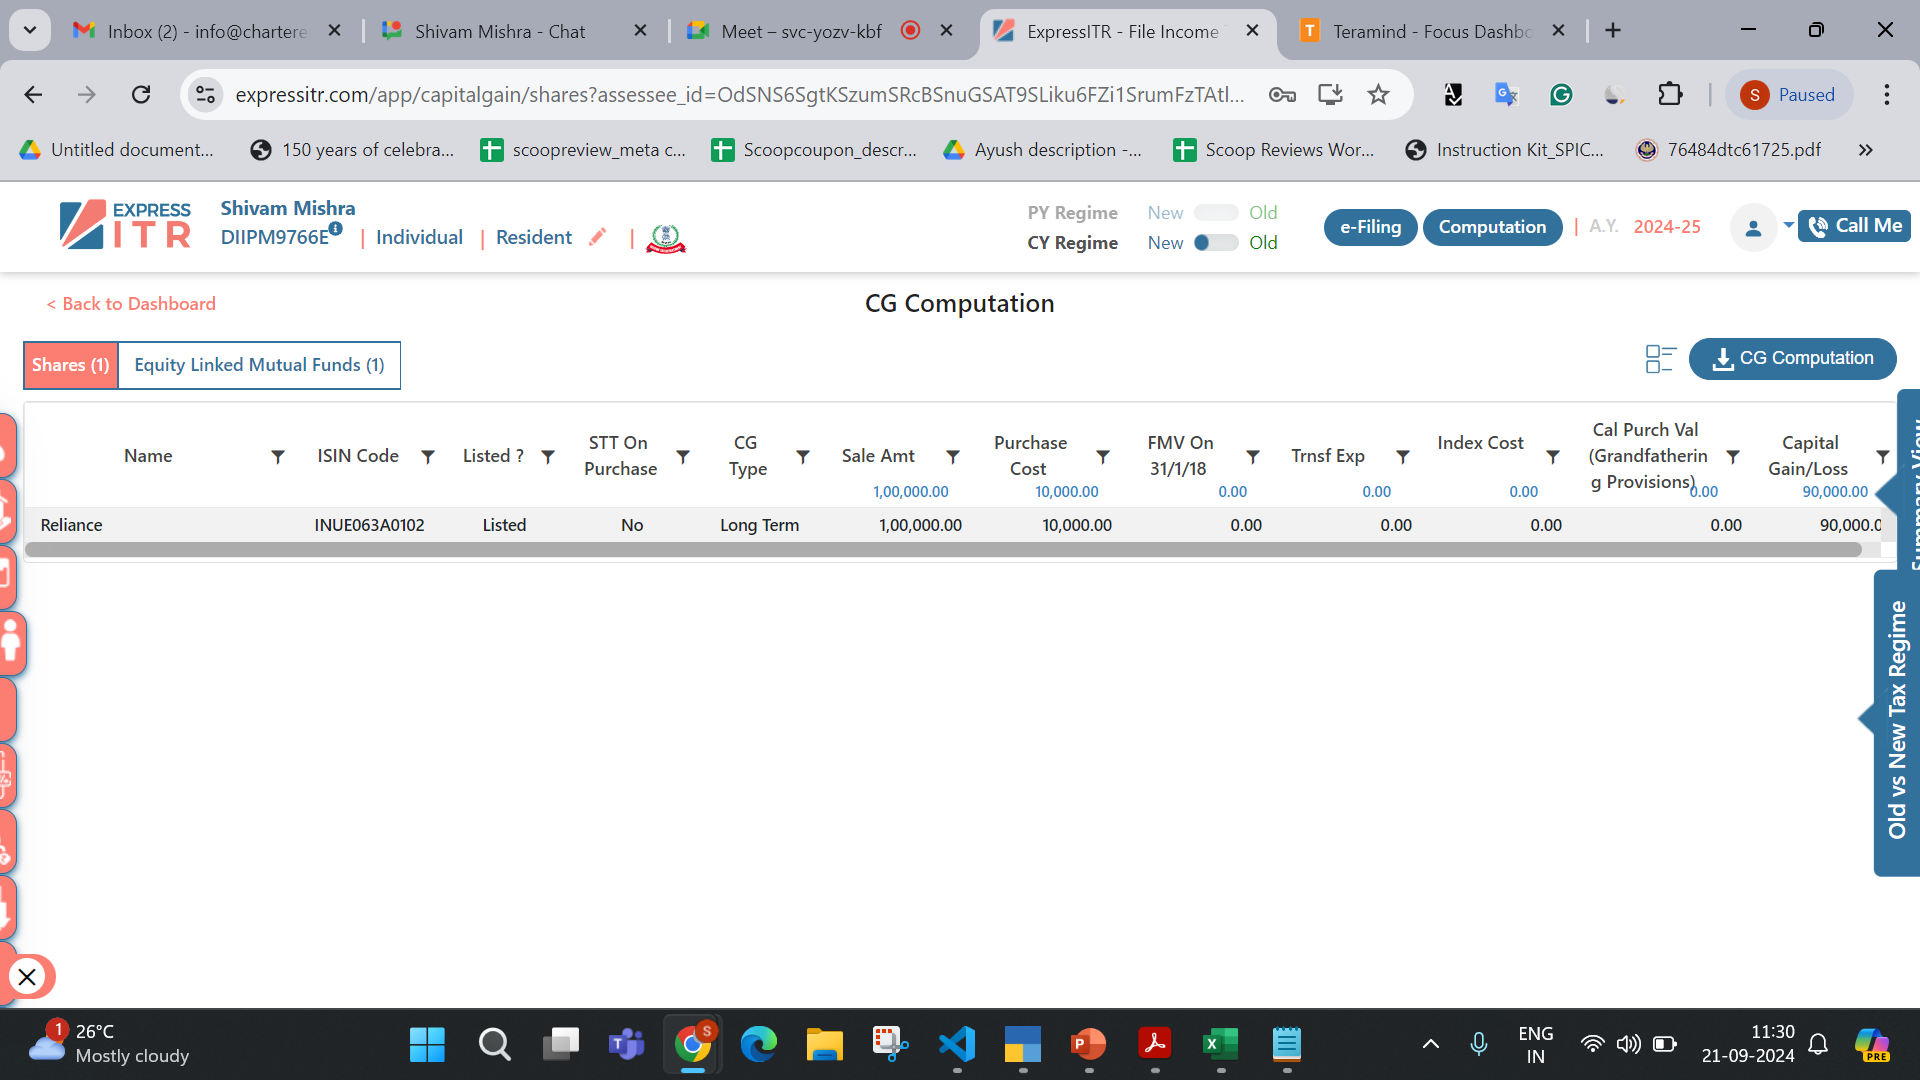 Inbox (2) - info@chartere
Shivam Mishra - Chat
Meet – svc-yozv-kbf
ExpressITR - File Income
Teramind - Focus Dashbo
expressitr.com/app/capitalgain/shares?assessee_id=OdSNS6SgtKSzumSRcBSnuGSAT9SLiku6FZi1SrumFzTAtl...
S
Paused
Untitled document...
150 years of celebra...
scoopreview_meta c...
Scoopcoupon_descr...
Ayush description -...
Scoop Reviews Wor...
Instruction Kit_SPIC...
76484dtc61725.pdf
EXPRESS
ITR
Shivam Mishra
DIIPM9766E
| Individual
| Resident
|
PY Regime New Old
CY Regime New Old
e-Filing
Computation
| A.Y. 2024-25
Call Me
< Back to Dashboard
CG Computation
Shares (1)
Equity Linked Mutual Funds (1)
CG Computation
Name
ISIN Code
Listed ?
STT On
Purchase
CG
Type
Sale Amt
1,00,000.00
Purchase
Cost
10,000.00
FMV On
31/1/18
0.00
Trnsf Exp
0.00
Index Cost
0.00
Cal Purch Val
(Grandfatherin
g Provisions)
0.00
Capital
Gain/Loss
90,000.00
Reliance INUE063A0102 Listed No Long Term 1,00,000.00 10,000.00 0.00 0.00 0.00 0.00 90,000.0
Summary View
Old vs New Tax Regime
1
26°C
Mostly cloudy
ENG
IN
11:30
21-09-2024
PRE